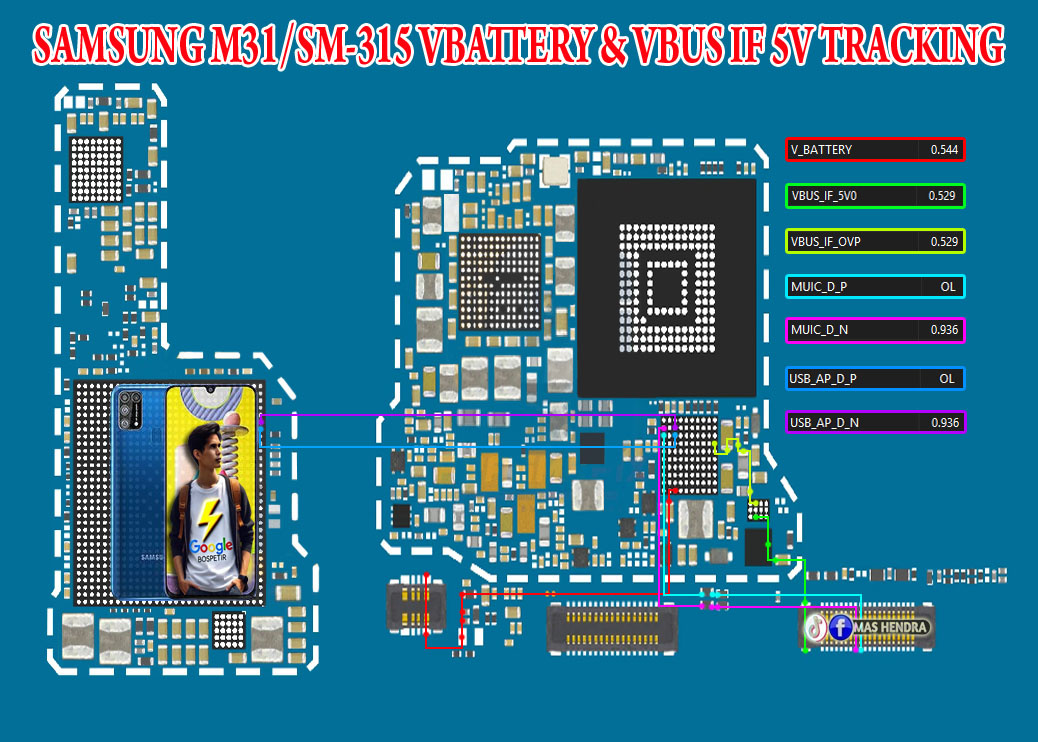 SAMSUNG M31/SM-315 VBATTERY & VBUS IF 5V TRACKING
V_BATTERY 0.544
VBUS_IF_5V0 0.529
VBUS_IF_OVP 0.529
MUIC_D_P OL
MUIC_D_N 0.936
USB_AP_D_P OL
USB_AP_D_N 0.936
SAMSUNG
Google
BOSPETIR
MAS HENDRA